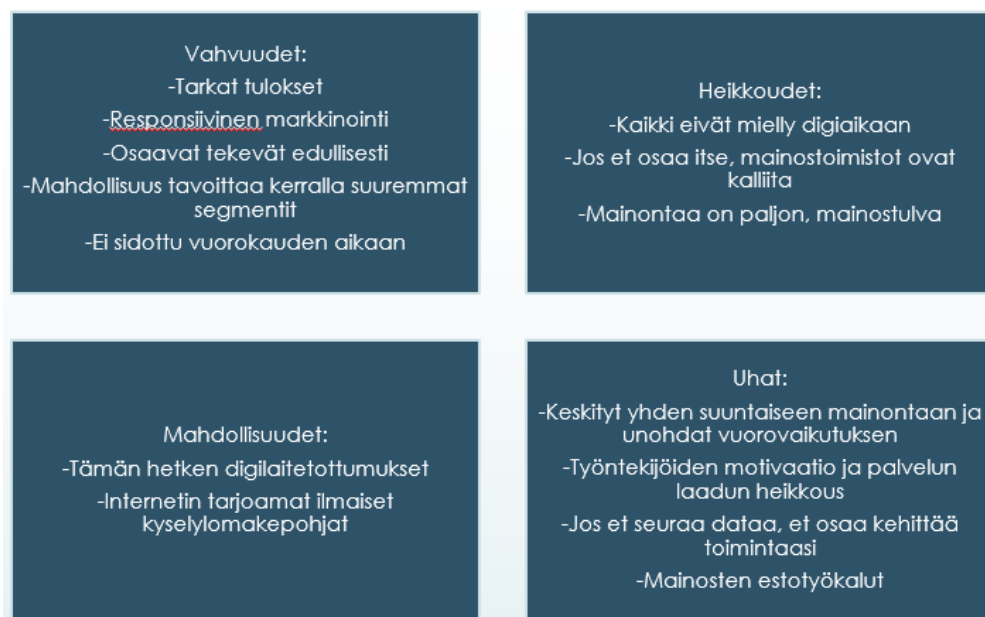 Vahvuudet:
-Tarkat tulokset
-Responsiivinen markkinointi
-Osaavat tekevät edullisesti
-Mahdollisuus tavoittaa kerralla suuremmat
segmentit
-Ei sidottu vuorokauden aikaan
Heikkoudet:
-Kaikki eivät mielly digiaikaan
-Jos et osaa itse, mainostoimistot ovat
kalliita
-Mainontaa on paljon, mainostulva
Mahdollisuudet:
-Tämän hetken digilaitetottumukset
-Internetin tarjoamat ilmaiset
kyselylomakepohjat
Uhat:
-Keskityt yhden suuntaiseen mainontaan ja
unohdat vuorovaikutuksen
-Työntekijöiden motivaatio ja palvelun
laadun heikkous
-Jos et seuraa dataa, et osaa kehittää
toimintaasi
-Mainosten estotyökalut